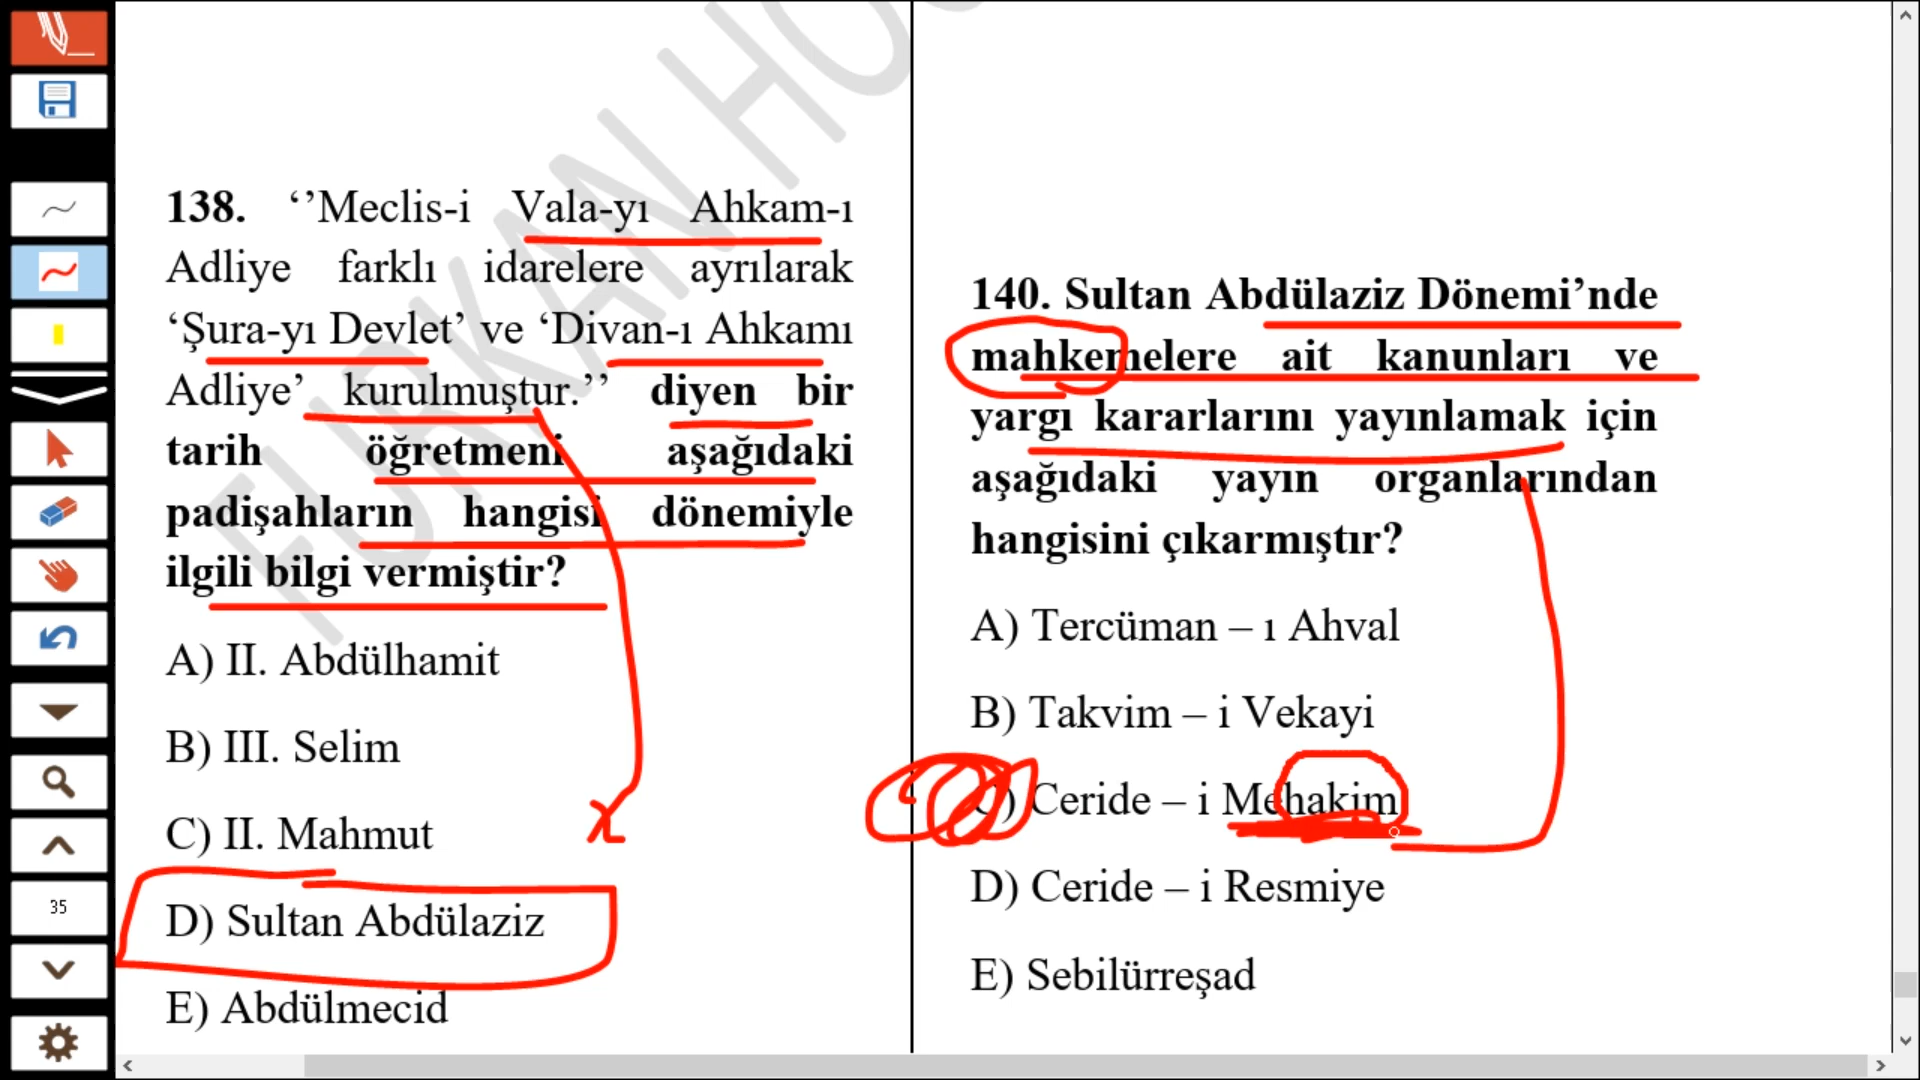 FURKAN HO
138. ‘’Meclis-i Vala-yı Ahkam-ı
Adliye farklı idarelere ayrılarak
‘Şura-yı Devlet’ ve ‘Divan-ı Ahkamı
Adliye’ kurulmuştur.’’ diyen bir
tarih öğretmeni aşağıdaki
padişahların hangisi dönemiyle
ilgili bilgi vermiştir?
A) II. Abdülhamit
B) III. Selim
C) II. Mahmut
D) Sultan Abdülaziz
E) Abdülmecid
140. Sultan Abdülaziz Dönemi’nde
mahkemelere ait kanunları ve
yargı kararlarını yayınlamak için
aşağıdaki yayın organlarından
hangisini çıkarmıştır?
A) Tercüman – ı Ahval
B) Takvim – i Vekayi
C) Ceride – i Mehakim
D) Ceride – i Resmiye
E) Sebilürreşad
35